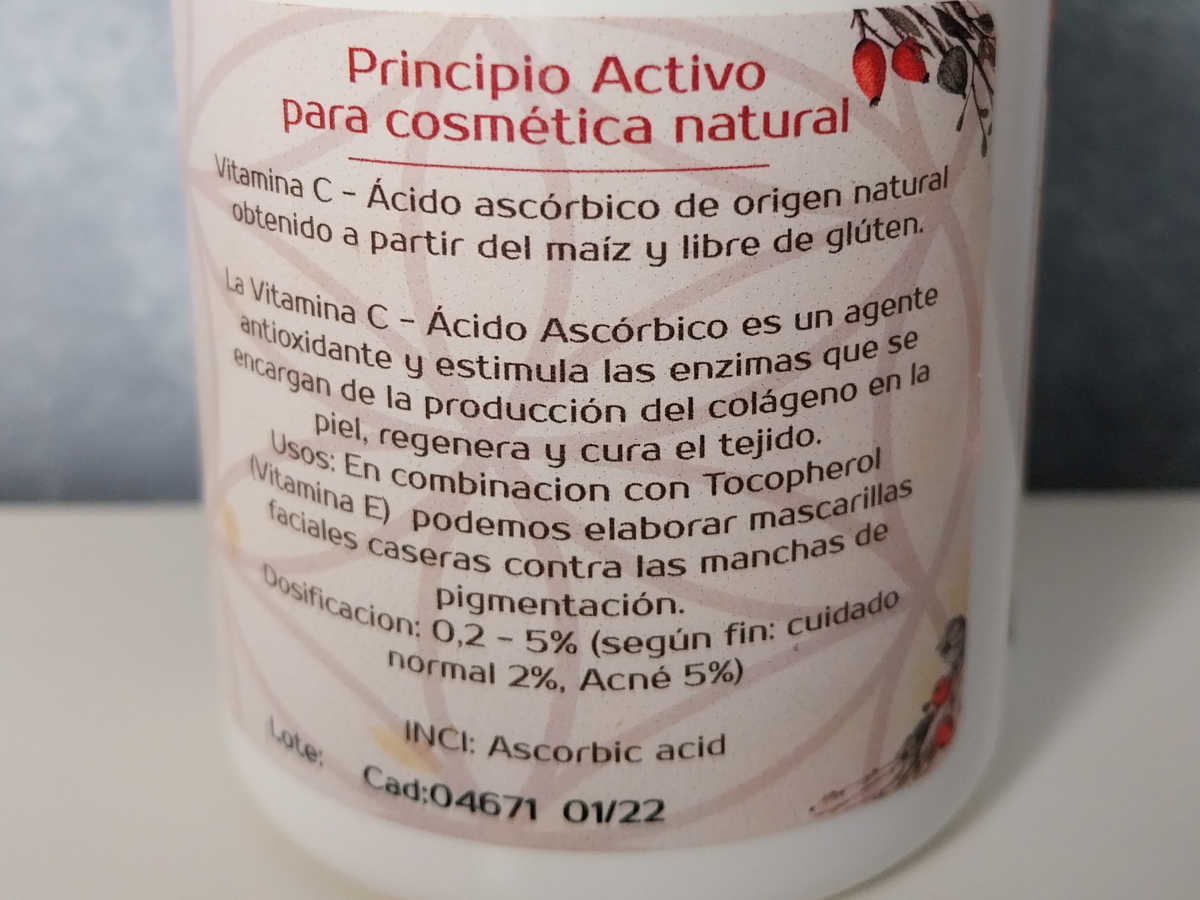 Principio Activo
para cosmética natural
Vitamina C - Ácido ascórbico de origen natural
obtenido a partir del maíz y libre de glúten.
La Vitamina C - Ácido Ascórbico es un agente
antioxidante y estimula las enzimas que se
encargan de la producción del colágeno en la
piel, regenera y cura el tejido.
Usos: En combinacion con Tocopherol
(Vitamina E) podemos elaborar mascarillas
faciales caseras contra las manchas de
pigmentación.
Dosificacion: 0,2 - 5% (según fin: cuidado
normal 2%, Acné 5%)
INCI: Ascorbic acid
Lote: Cad:04671 01/22